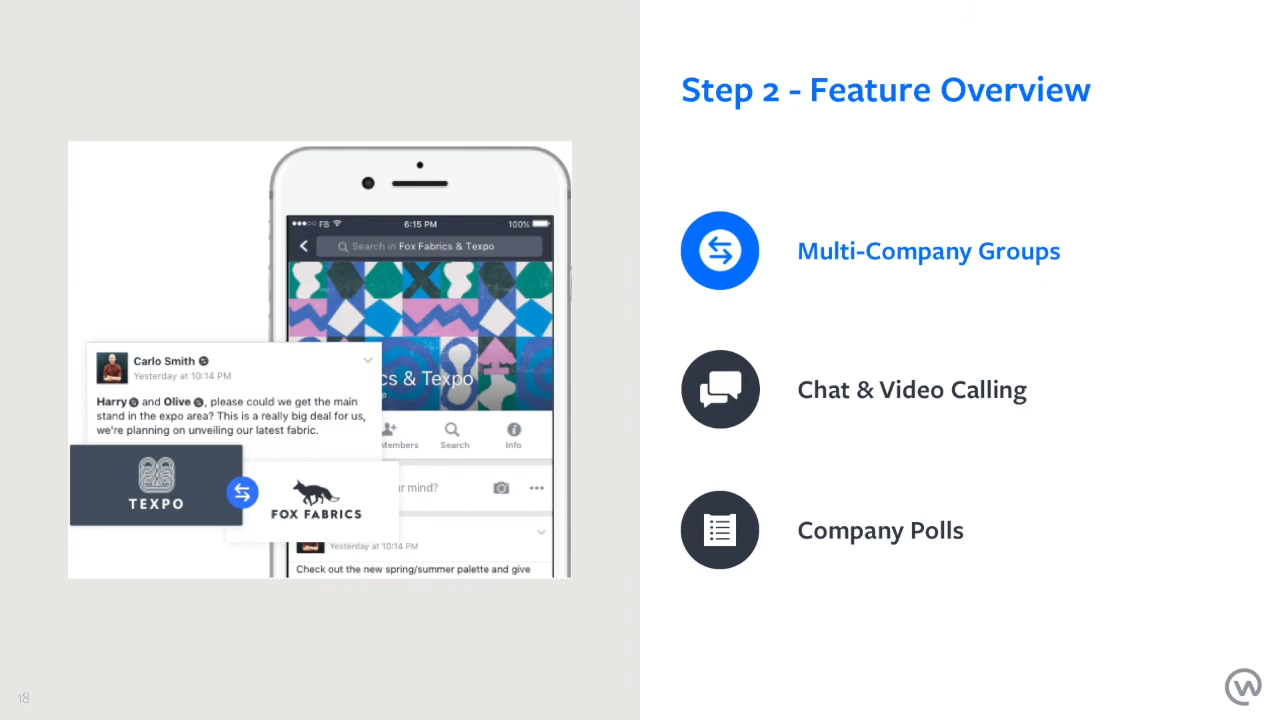 Step 2 - Feature Overview
Multi-Company Groups
Chat & Video Calling
Company Polls
FB
6:15 PM
100%
Search in Fox Fabrics & Texpo
cs & Texpo
Members
Search
Info
Carlo Smith
Yesterday at 10:14 PM
Harry and Olive, please could we get the main
stand in the expo area? This is a really big deal for us,
we're planning on unveiling our latest fabric.
TEXPO
FOX FABRICS
ur mind?
Yesterday at 10:14 PM
Check out the new spring/summer palette and give
18